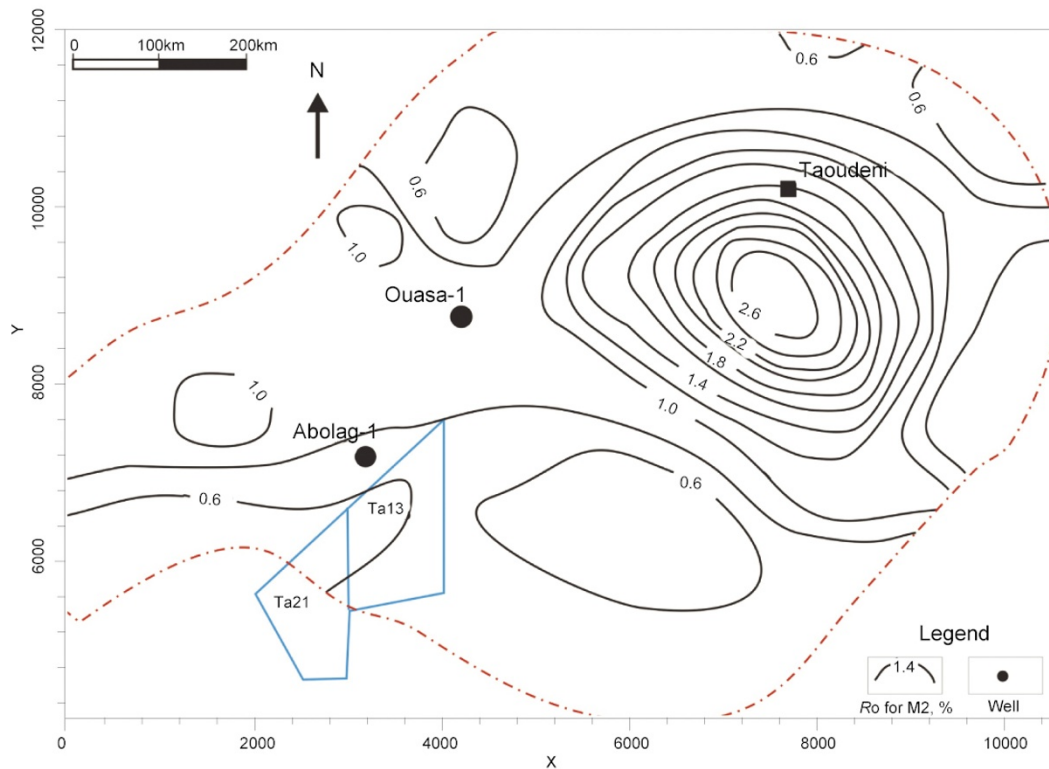 12000
10000
8000
6000
Y
0 100km 200km
N
0.6
0.6
0.6
Taoudeni
1.0
Ouasa-1
2.6
2.2
1.8
1.4
1.0
1.0
Abolag-1
0.6
0.6
Ta13
Ta21
Legend
1.4
Ro for M2, %
Well
0 2000 4000 6000 8000 10000
X